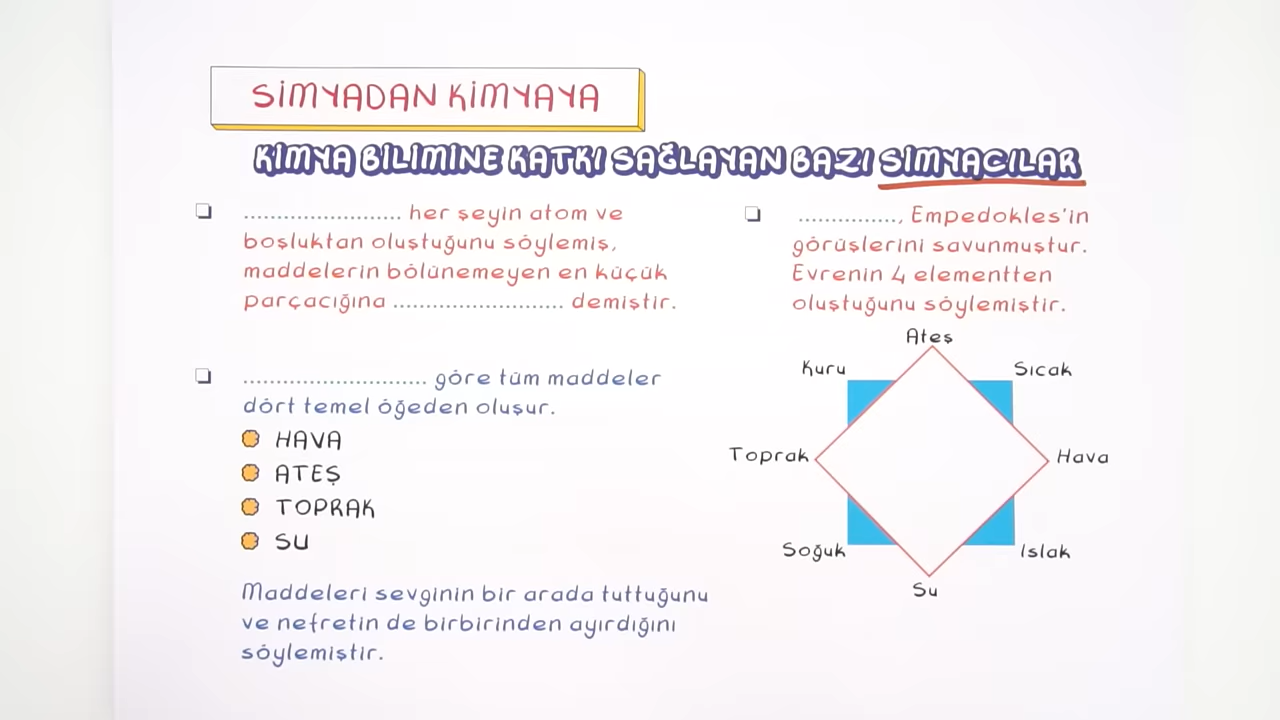 SİMYADAN KİMYAYA
KİMYA BİLİMİNE KATKI SAĞLAYAN BAZI SİMYACILAR
.......................... her şeyin atom ve
boşluktan oluştuğunu söylemiş,
maddelerin bölünemeyen en küçük
parçacığına ............................ demiştir.
.............................. göre tüm maddeler
dört temel öğeden oluşur.
HAVA
ATEŞ
TOPRAK
SU
Maddeleri sevginin bir arada tuttuğunu
ve nefretin de birbirinden ayırdığını
söylemiştir.
................, Empedokles'in
görüşlerini savunmuştur.
Evrenin 4 elementten
oluştuğunu söylemiştir.
Ateş
Kuru
Sıcak
Toprak
Hava
Soğuk
Islak
Su